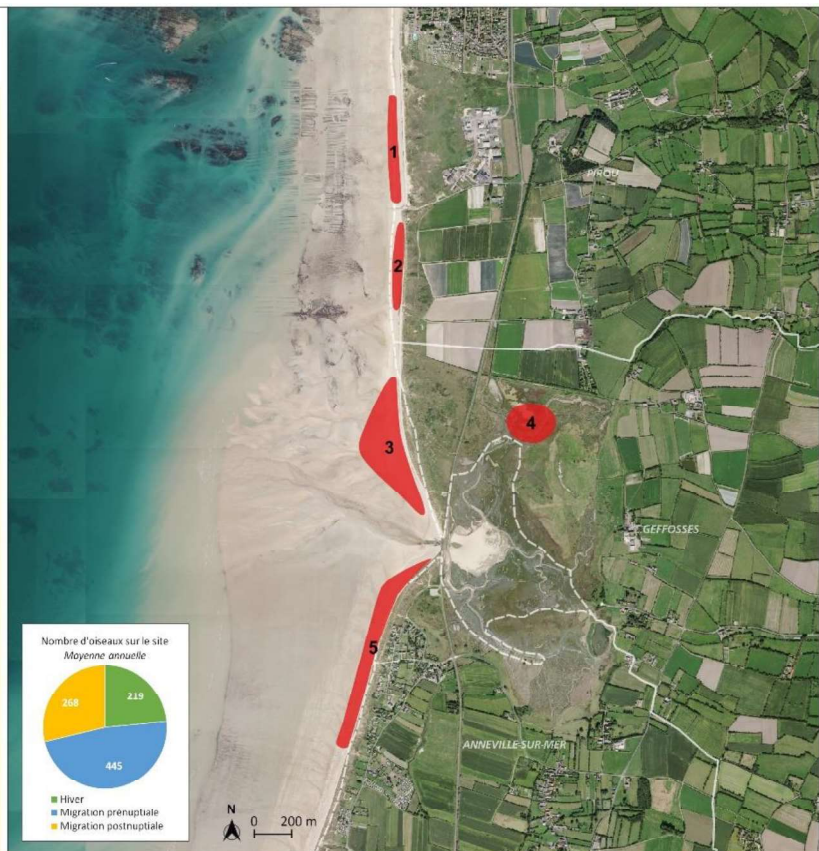 1
PIROU
2
4
3
GEFFOSSES
5
Nombre d'oiseaux sur le site
Moyenne annuelle
268
219
445
Hiver
Migration prénuptiale
Migration postnuptiale
ANNEVILLE-SUR-MER
N
0 200 m